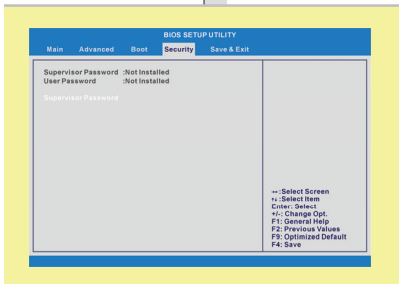 BIOS SETUP UTILITY
Main Advanced Boot Security Save & Exit
Supervisor Password :Not Installed
User Password :Not Installed
Supervisor Password
↔:Select Screen
↑↓:Select Item
Enter: Select
+/-: Change Opt.
F1: General Help
F2: Previous Values
F9: Optimized Default
F4: Save